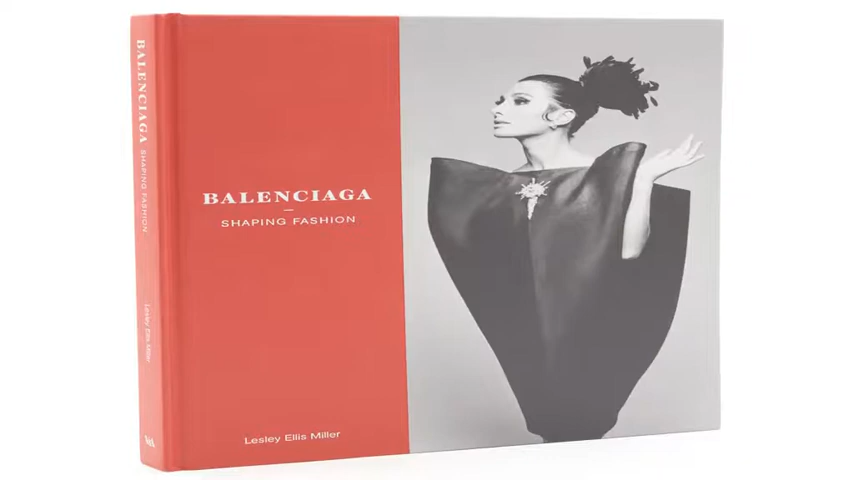 BALENCIAGA
SHAPING FASHION
Lesley Ellis Miller
BALENCIAGA SHAPING FASHION
Lesley Ellis Miller
V&A